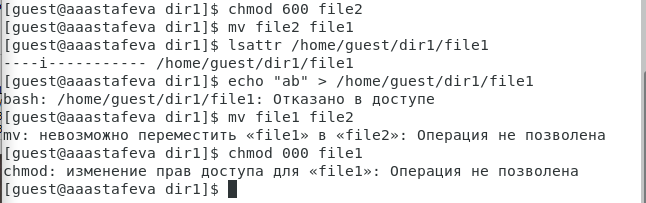 [guest@aaastafeva dir1]$ chmod 600 file2
[guest@aaastafeva dir1]$ mv file2 file1
[guest@aaastafeva dir1]$ lsattr /home/guest/dir1/file1
----i----------- /home/guest/dir1/file1
[guest@aaastafeva dir1]$ echo "ab" > /home/guest/dir1/file1
bash: /home/guest/dir1/file1: Отказано в доступе
[guest@aaastafeva dir1]$ mv file1 file2
mv: невозможно переместить «file1» в «file2»: Операция не позволена
[guest@aaastafeva dir1]$ chmod 000 file1
chmod: изменение прав доступа для «file1»: Операция не позволена
[guest@aaastafeva dir1]$